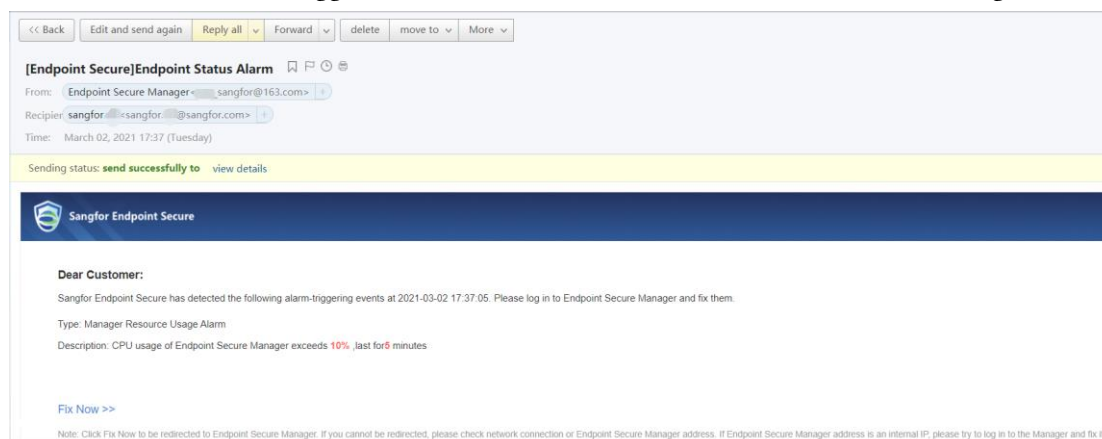 << Back Edit and send again Reply all Forward delete move to More
[Endpoint Secure]Endpoint Status Alarm
From: Endpoint Secure Manager< _sangfor@163.com> +
Recipier sangfor <sangfor. @sangfor.com> +
Time: March 02, 2021 17:37 (Tuesday)
Sending status: send successfully to view details
Sangfor Endpoint Secure
Dear Customer:
Sangfor Endpoint Secure has detected the following alarm-triggering events at 2021-03-02 17:37:05. Please log in to Endpoint Secure Manager and fix them.
Type: Manager Resource Usage Alarm
Description: CPU usage of Endpoint Secure Manager exceeds 10% ,last for5 minutes
Fix Now >>
Note: Click Fix Now to be redirected to Endpoint Secure Manager. If you cannot be redirected, please check network connection or Endpoint Secure Manager address. If Endpoint Secure Manager address is an internal IP, please try to log in to the Manager and fix